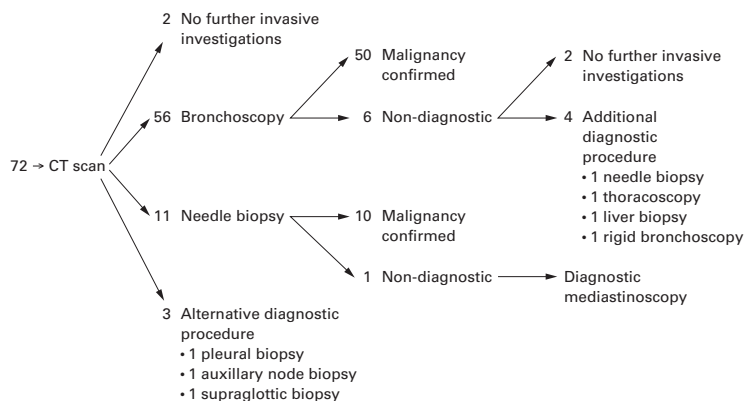 72 → CT scan
2 No further invasive
investigations
56 Bronchoscopy
50 Malignancy
confirmed
6 Non-diagnostic
2 No further invasive
investigations
4 Additional
diagnostic
procedure
• 1 needle biopsy
• 1 thoracoscopy
• 1 liver biopsy
• 1 rigid bronchoscopy
11 Needle biopsy
10 Malignancy
confirmed
1 Non-diagnostic
Diagnostic
mediastinoscopy
3 Alternative diagnostic
procedure
• 1 pleural biopsy
• 1 auxillary node biopsy
• 1 supraglottic biopsy